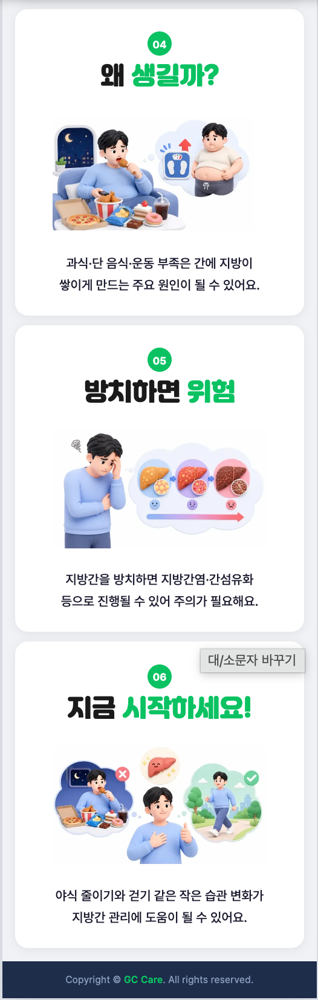 04
왜 생길까?
과식·단 음식·운동 부족은 간에 지방이
쌓이게 만드는 주요 원인이 될 수 있어요.
05
방치하면 위험
지방간을 방치하면 지방간염·간섬유화
등으로 진행될 수 있어 주의가 필요해요.
대/소문자 바꾸기
06
지금 시작하세요!
야식 줄이기와 걷기 같은 작은 습관 변화가
지방간 관리에 도움이 될 수 있어요.
Copyright © GC Care. All rights reserved.